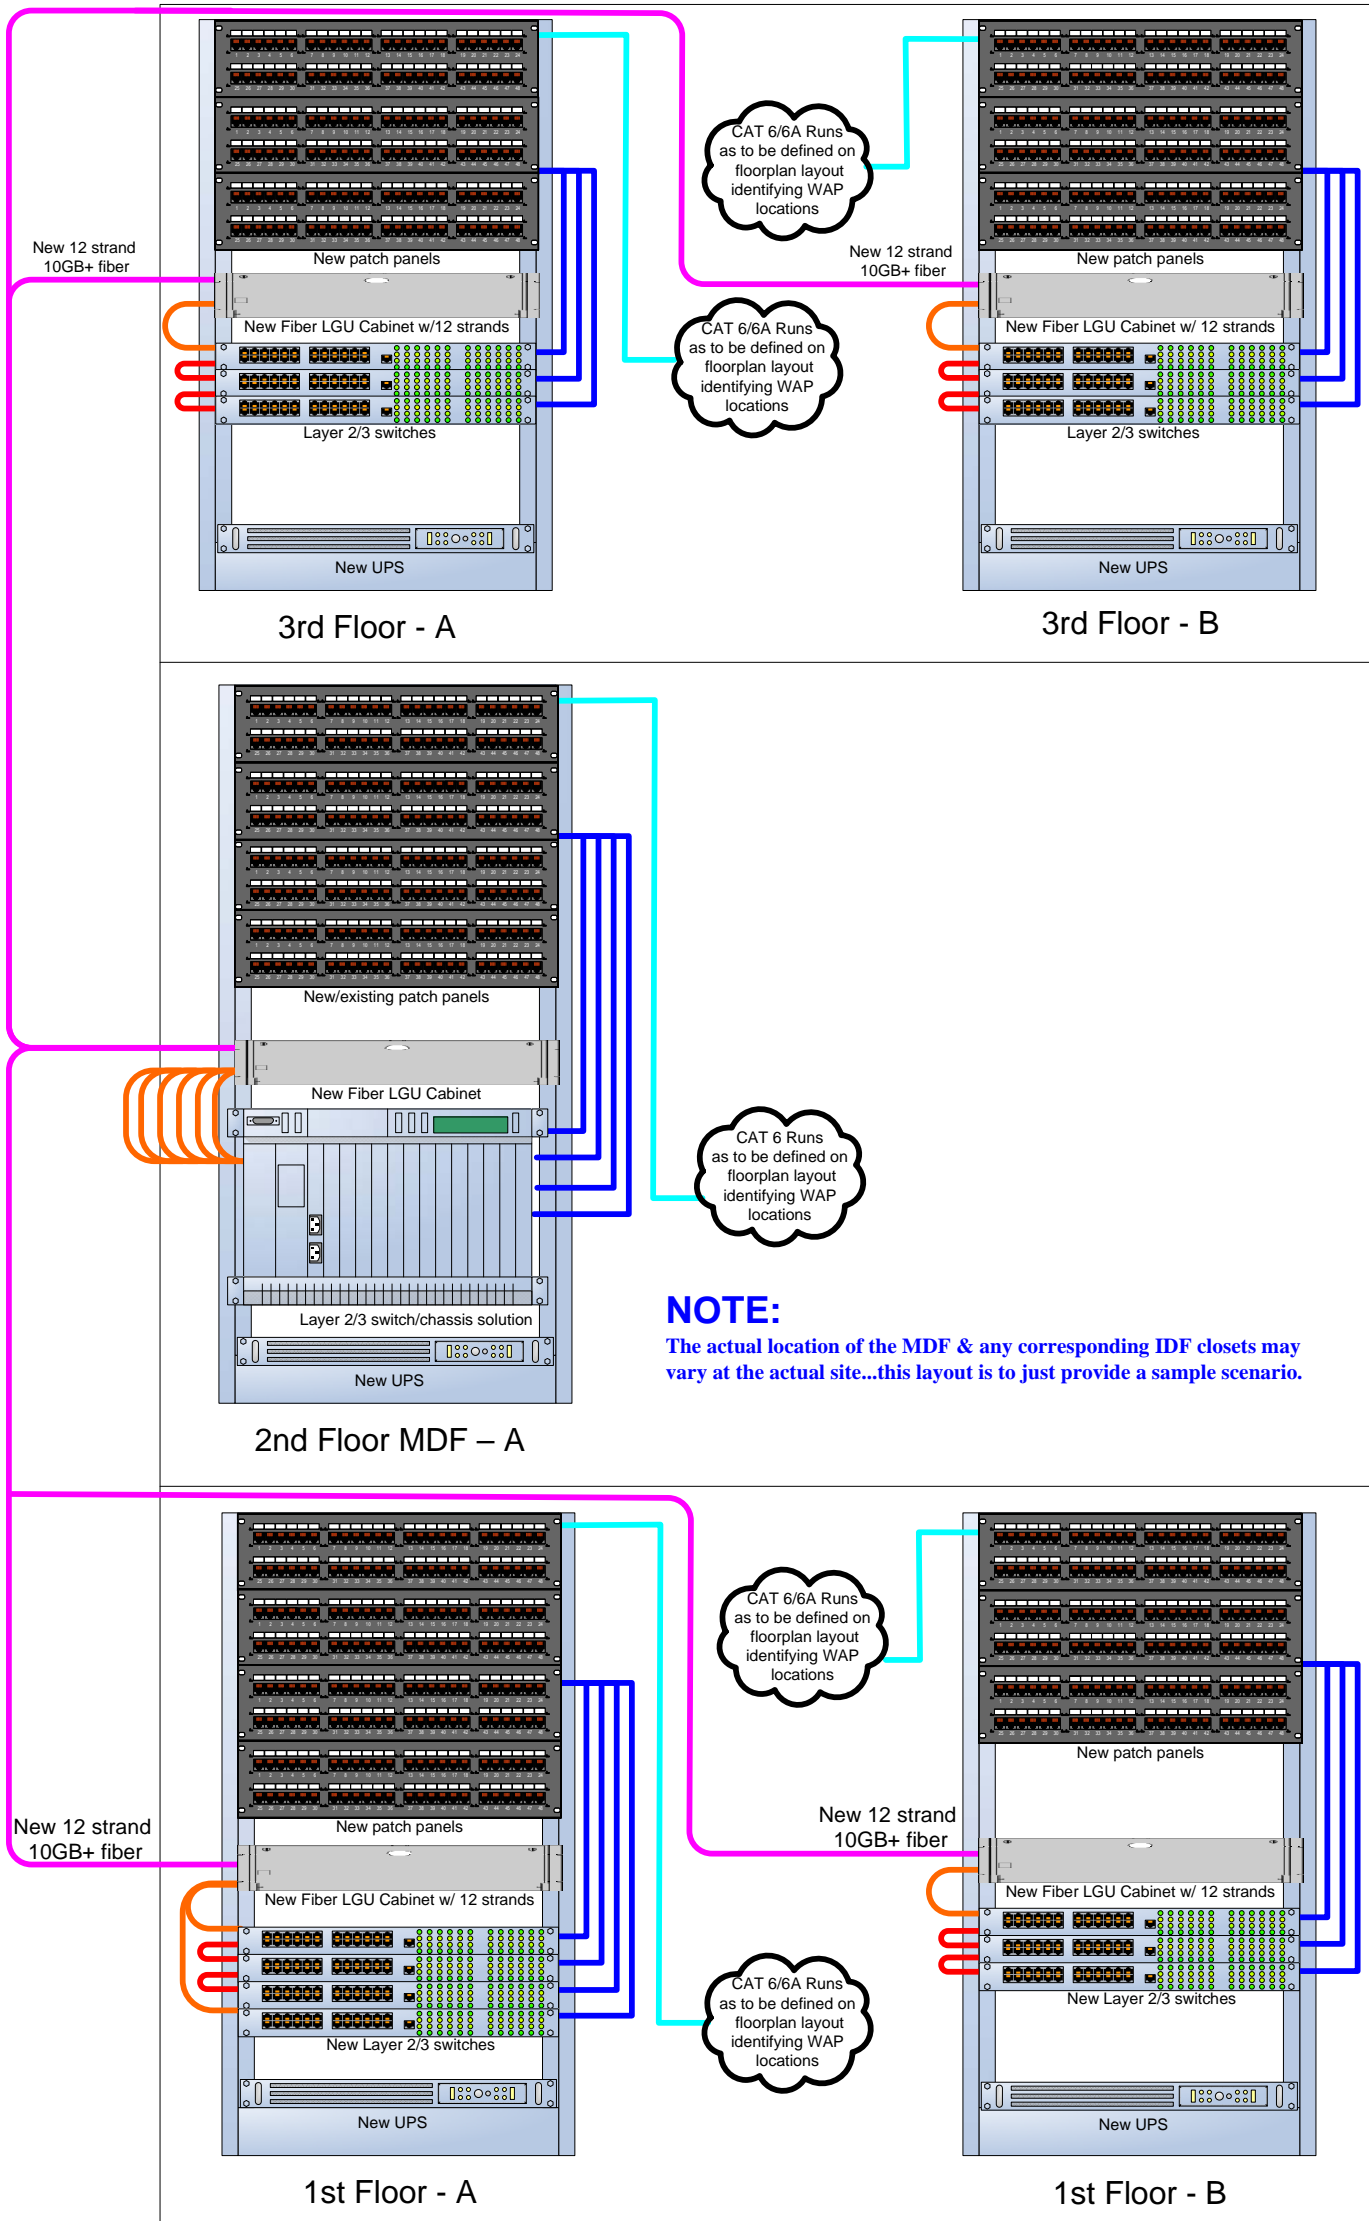 New 12 strand
10GB+ fiber
New patch panels
New Fiber LGU Cabinet w/12 strands
Layer 2/3 switches
New UPS
3rd Floor - A
CAT 6/6A Runs
as to be defined on
floorplan layout
identifying WAP
locations
CAT 6/6A Runs
as to be defined on
floorplan layout
identifying WAP
locations
New 12 strand
10GB+ fiber
New patch panels
New Fiber LGU Cabinet w/ 12 strands
Layer 2/3 switches
New UPS
3rd Floor - B
New/existing patch panels
New Fiber LGU Cabinet
Layer 2/3 switch/chassis solution
New UPS
2nd Floor MDF – A
CAT 6 Runs
as to be defined on
floorplan layout
identifying WAP
locations
NOTE:
The actual location of the MDF & any corresponding IDF closets may
vary at the actual site...this layout is to just provide a sample scenario.
New 12 strand
10GB+ fiber
New patch panels
New Fiber LGU Cabinet w/ 12 strands
New Layer 2/3 switches
New UPS
1st Floor - A
CAT 6/6A Runs
as to be defined on
floorplan layout
identifying WAP
locations
CAT 6/6A Runs
as to be defined on
floorplan layout
identifying WAP
locations
New 12 strand
10GB+ fiber
New patch panels
New Fiber LGU Cabinet w/ 12 strands
New Layer 2/3 switches
New UPS
1st Floor - B